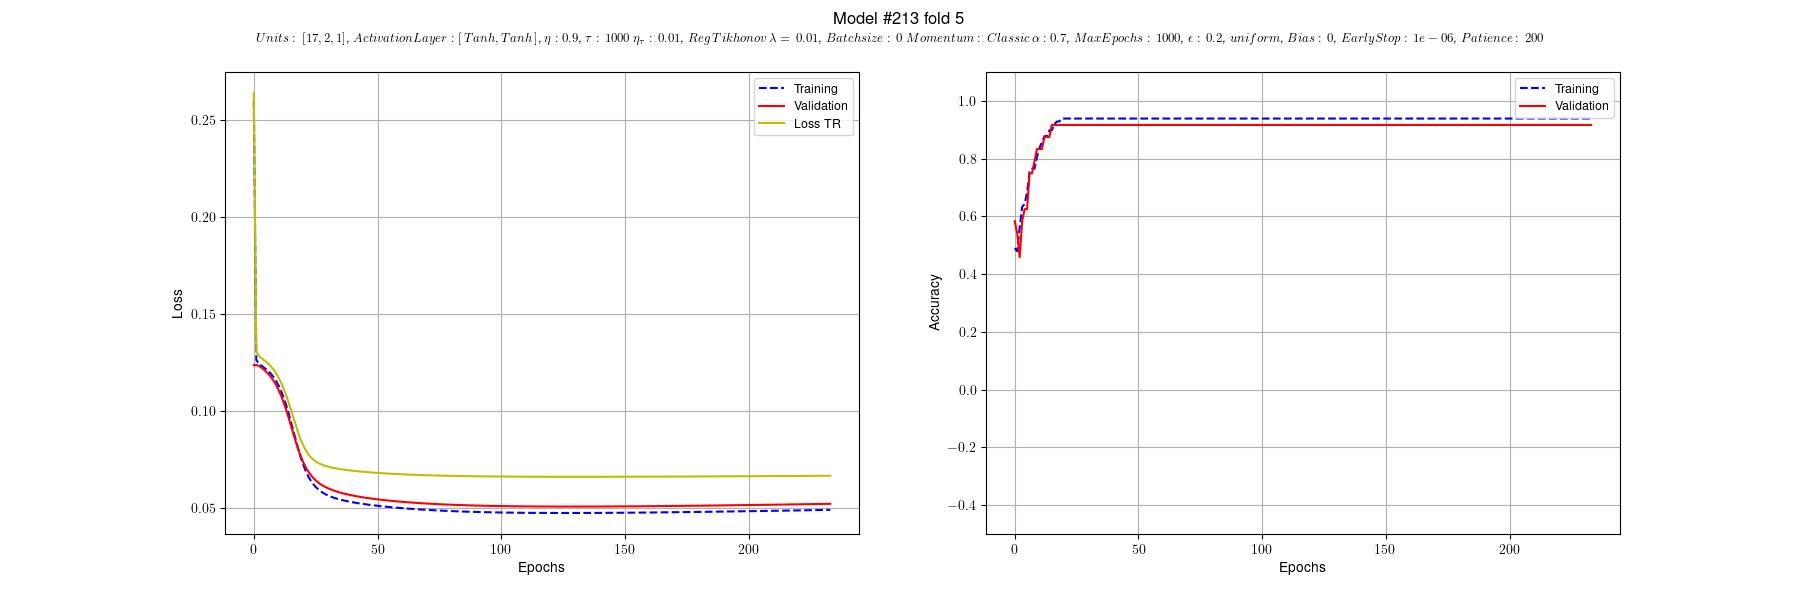 Model #213 fold 5
Units : [17, 2, 1], ActivationLayer : [Tanh, Tanh], η : 0.9, τ : 1000 ητ : 0.01, RegTikhonov λ = 0.01, Batchsize : 0 Momentum : Classic α : 0.7, MaxEpochs : 1000, ϵ : 0.2, uniform, Bias : 0, EarlyStop : 1e − 06, Patience : 200
Training
Validation
Loss TR
0.25
0.20
0.15
0.10
0.05
Loss
0 50 100 150 200
Epochs
Training
Validation
1.0
0.8
0.6
0.4
0.2
0.0
−0.2
−0.4
Accuracy
0 50 100 150 200
Epochs